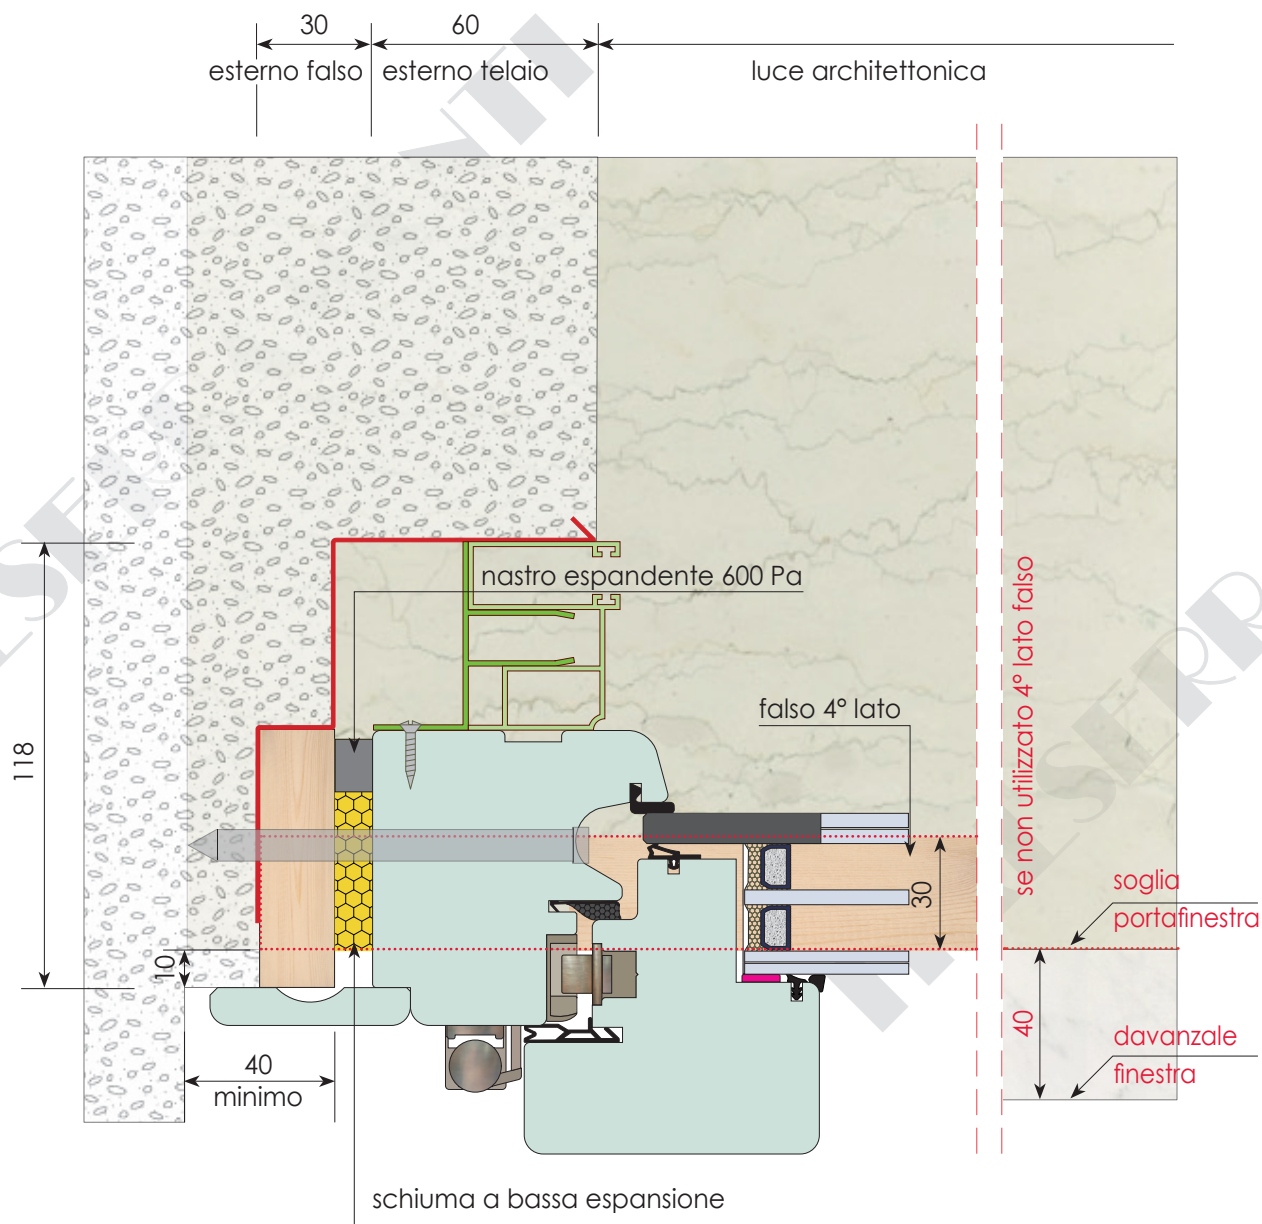 30
60
esterno falso
esterno telaio
luce architettonica
nastro espandente 600 Pa
se non utilizzato 4° lato falso
falso 4° lato
118
soglia
portafinestra
30
10
40
davanzale
finestra
40
minimo
schiuma a bassa espansione